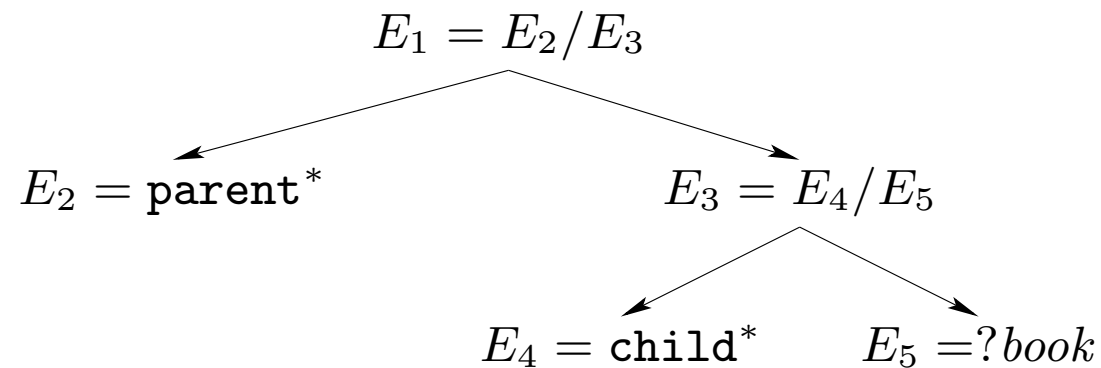 E₁ = E₂/E₃
E₂ = parent* E₃ = E₄/E₅
E₄ = child* E₅ =?book